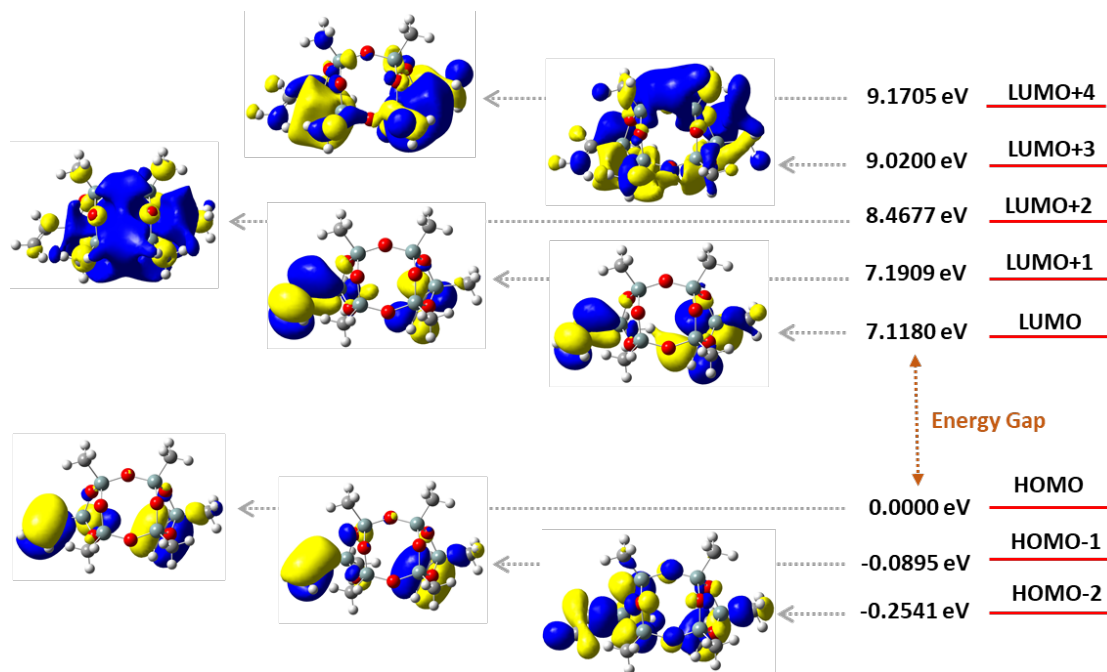 9.1705 eV LUMO+4
9.0200 eV LUMO+3
8.4677 eV LUMO+2
7.1909 eV LUMO+1
7.1180 eV LUMO
Energy Gap
0.0000 eV HOMO
-0.0895 eV HOMO-1
-0.2541 eV HOMO-2